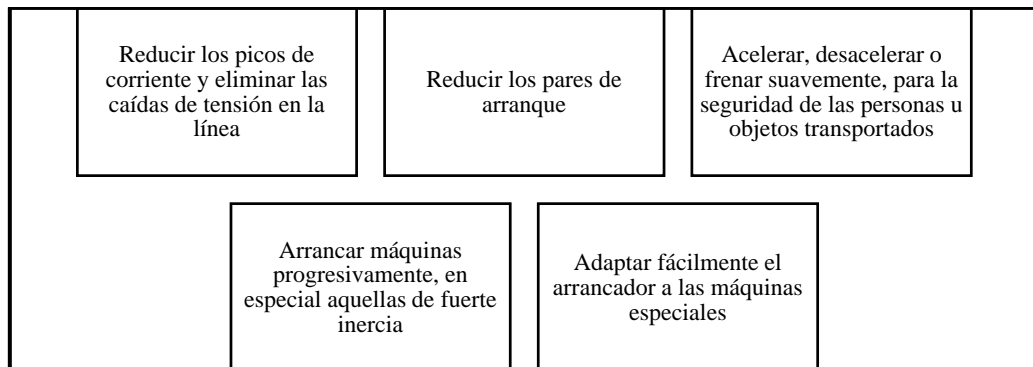 Reducir los picos de
corriente y eliminar las
caídas de tensión en la
línea
Reducir los pares de
arranque
Acelerar, desacelerar o
frenar suavemente, para la
seguridad de las personas u
objetos transportados
Arrancar máquinas
progresivamente, en
especial aquellas de fuerte
inercia
Adaptar fácilmente el
arrancador a las máquinas
especiales